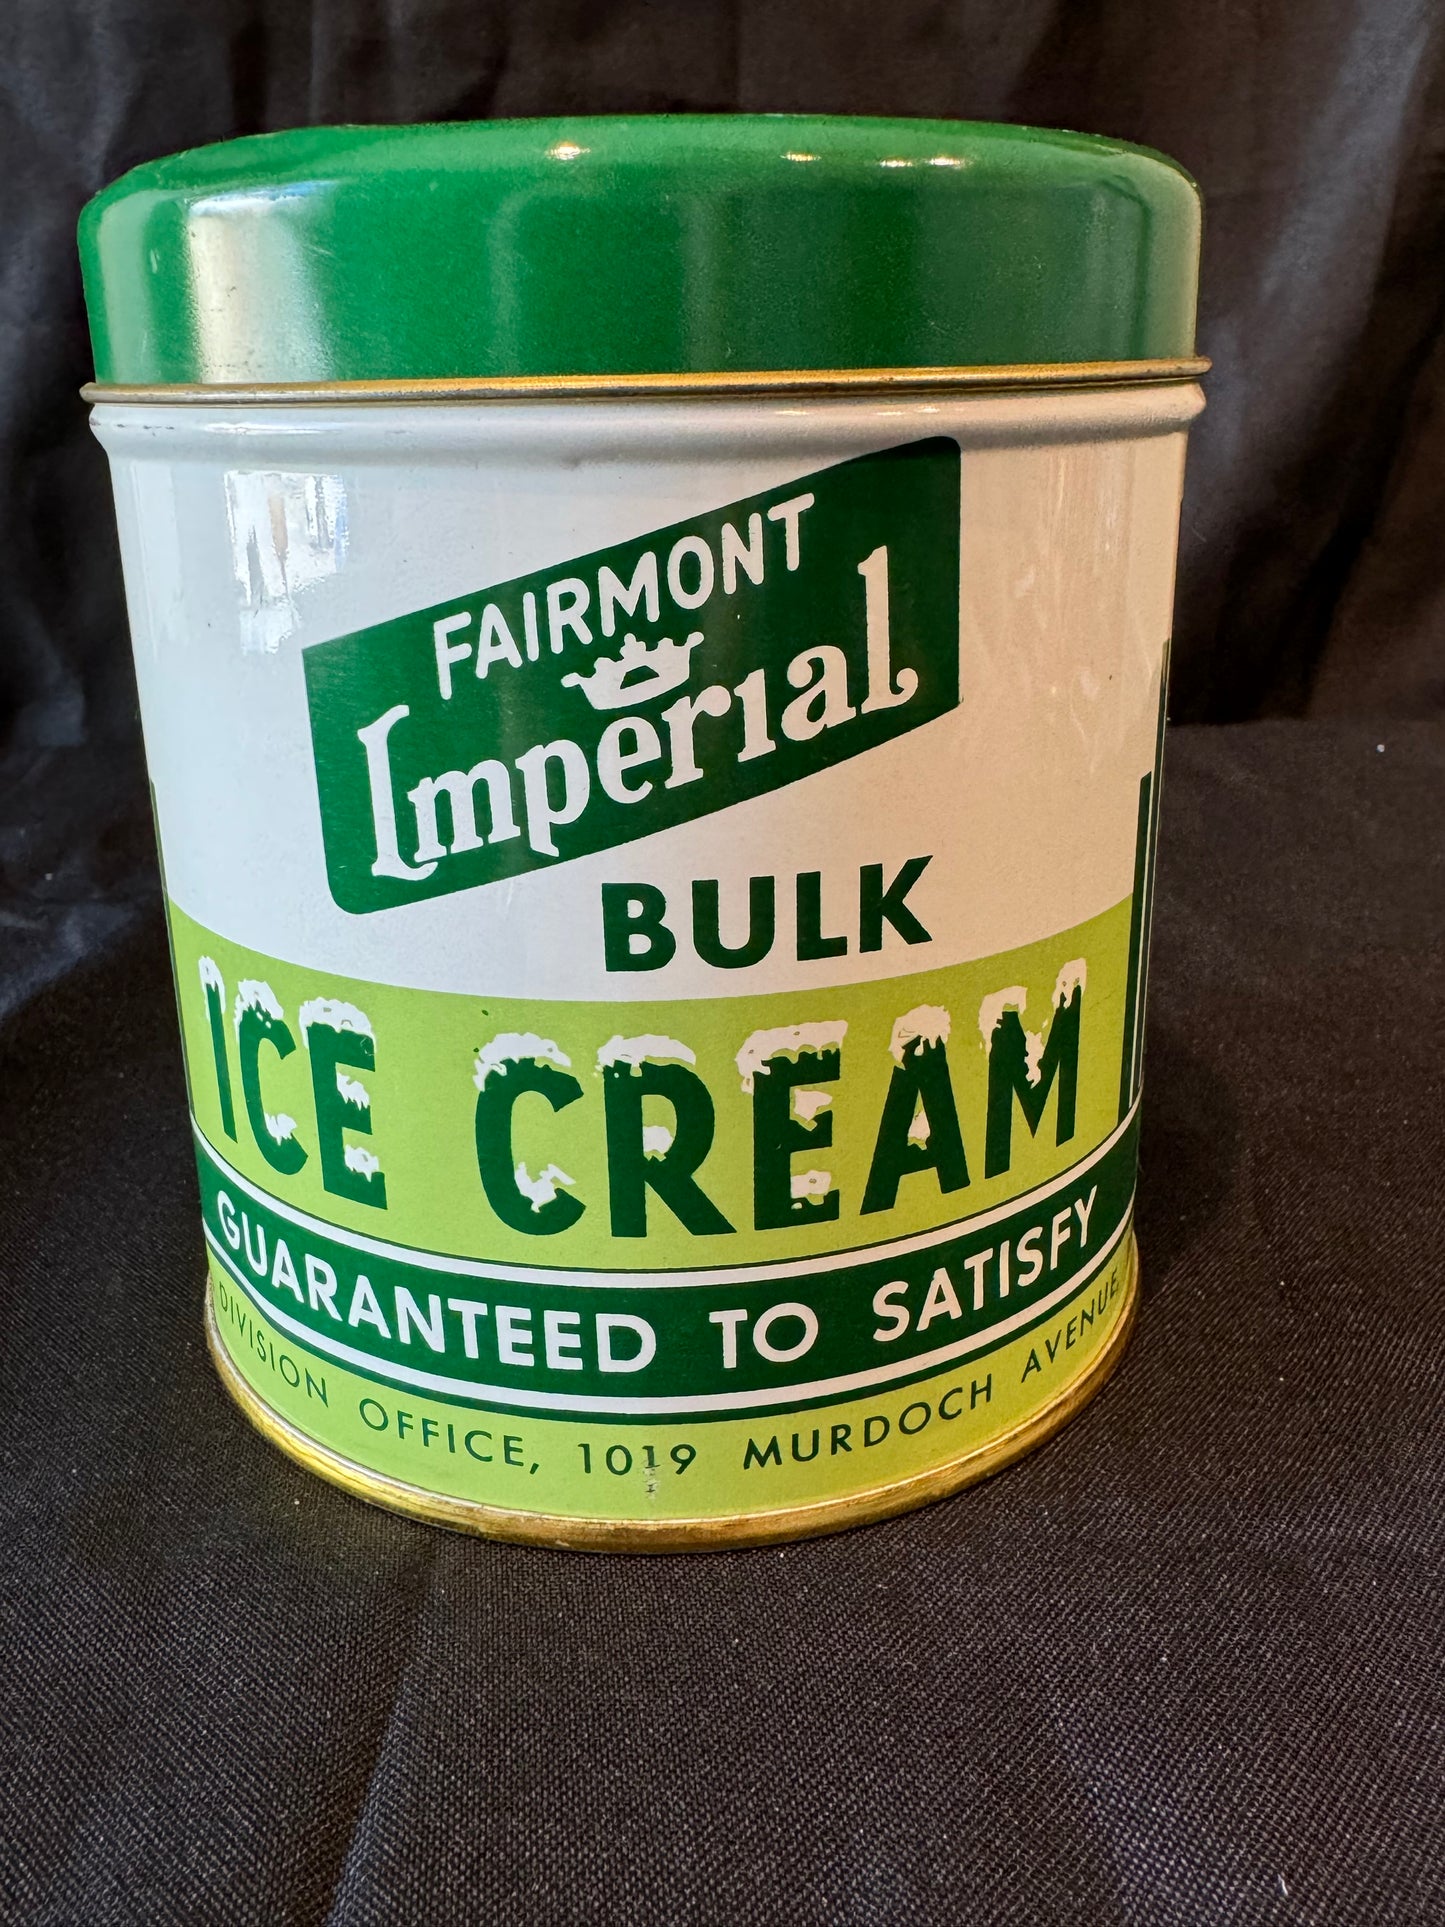 FAIRMONT
Imperial
BULK
ICE CREAM
GUARANTEED TO SATISFY
DIVISION OFFICE, 1019 MURDOCH AVENUE